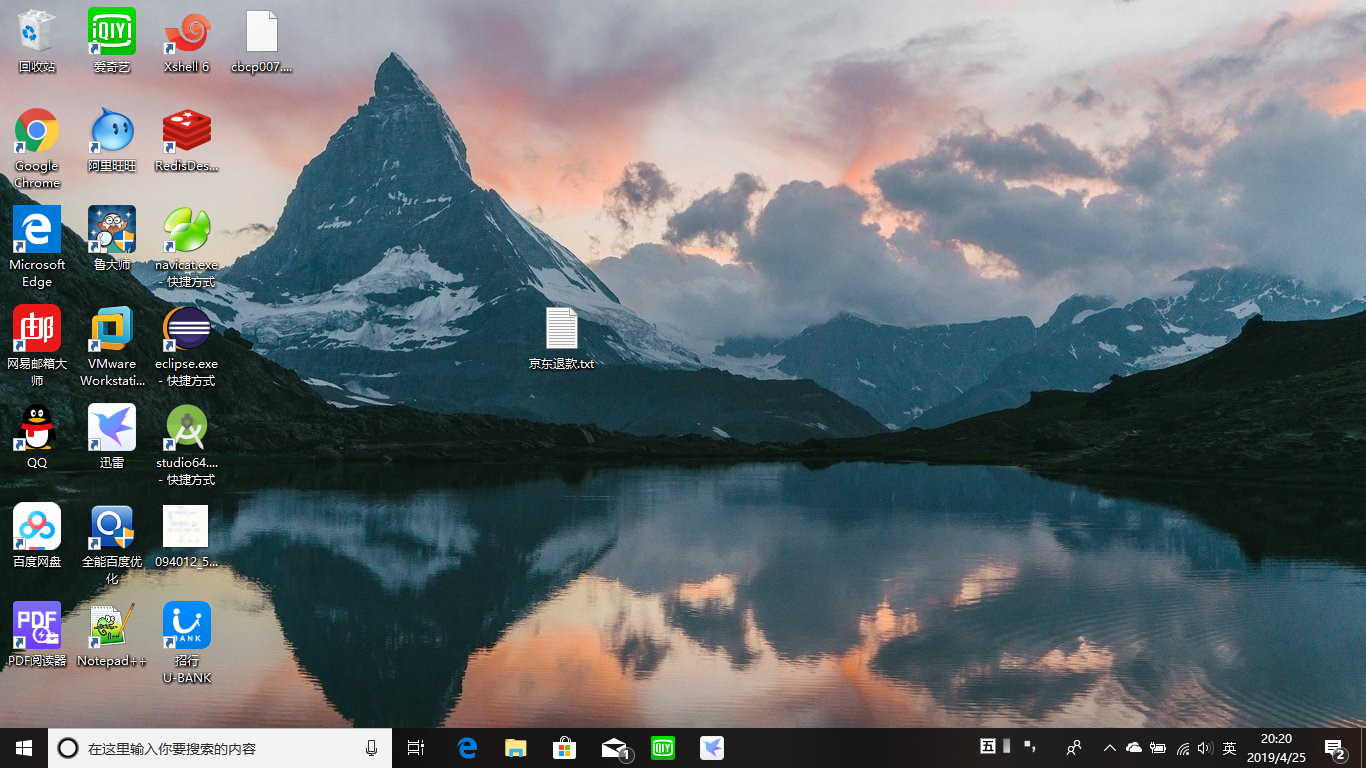 回收站
爱奇艺
Xshell 6
cbcp007....
Google
Chrome
阿里旺旺
RedisDes...
Microsoft
Edge
鲁大师
navicat.exe
- 快捷方式
网易邮箱大
师
VMware
Workstati...
eclipse.exe
- 快捷方式
京东退款.txt
QQ
迅雷
studio64....
- 快捷方式
百度网盘
全能百度优
化
094012_5...
PDF阅读器
Notepad++
招行
U-BANK
iQIYI
邮
PDF
BANK
在这里输入你要搜索的内容
1
QIY
五
英
20:20
2019/4/25
2